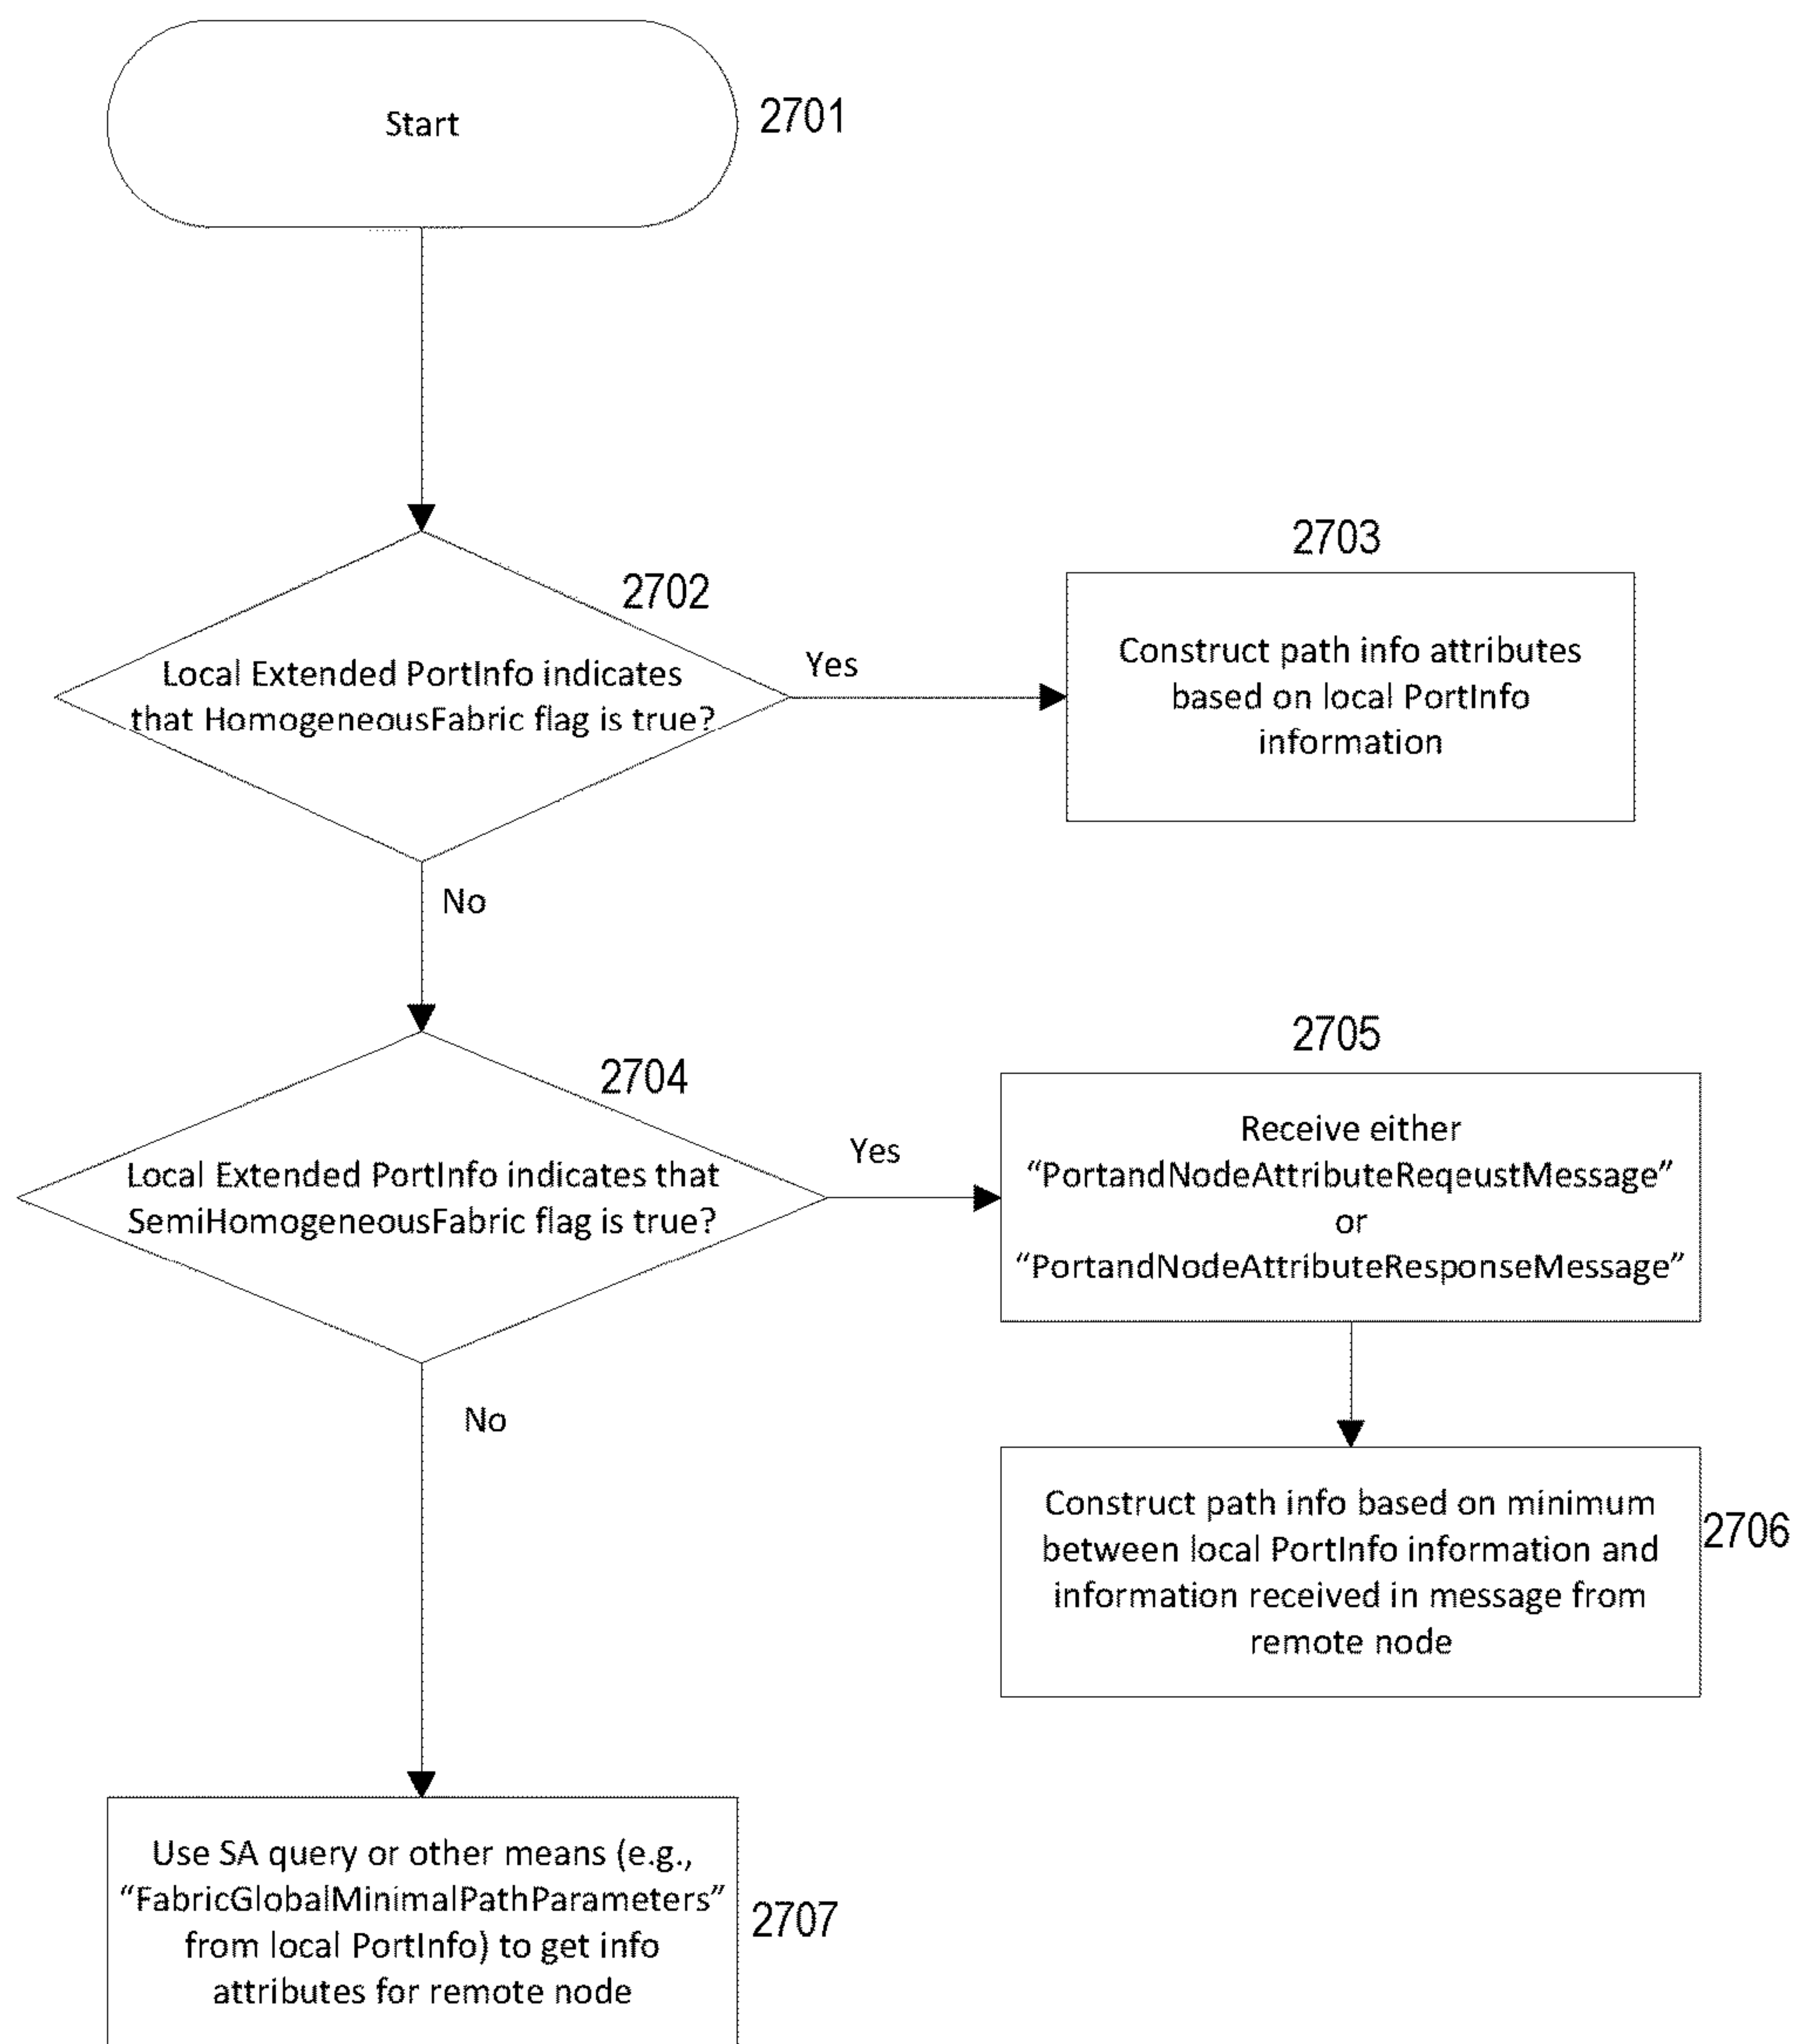 Start
2701
2702
Local Extended PortInfo indicates
that HomogeneousFabric flag is true?
Yes
2703
Construct path info attributes
based on local PortInfo
information
No
2704
Local Extended PortInfo indicates that
SemiHomogeneousFabric flag is true?
Yes
2705
Receive either
“PortandNodeAttributeReqeustMessage”
or
“PortandNodeAttributeResponseMessage”
No
Construct path info based on minimum
between local PortInfo information and
information received in message from
remote node
2706
Use SA query or other means (e.g.,
“FabricGlobalMinimalPathParameters”
from local PortInfo) to get info
attributes for remote node
2707